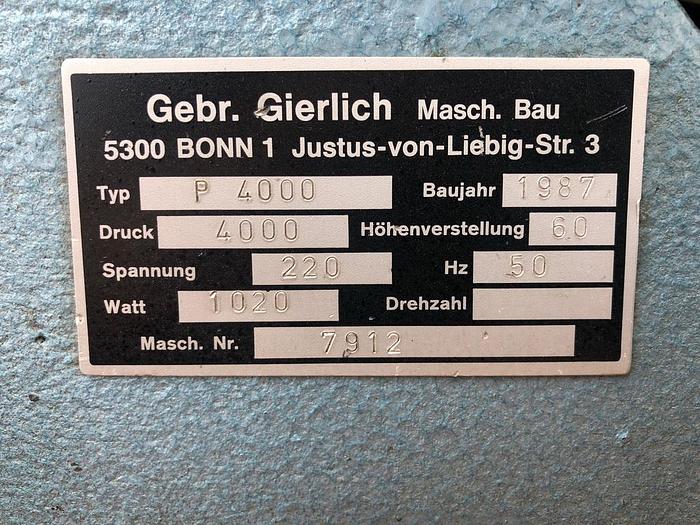 Gebr. Gierlich Masch. Bau
5300 BONN 1 Justus-von-Liebig-Str. 3
Typ P 4000 Baujahr 1987
Druck 4000 Höhenverstellung 60
Spannung 220 Hz 50
Watt 1020 Drehzahl
Masch. Nr. 7912